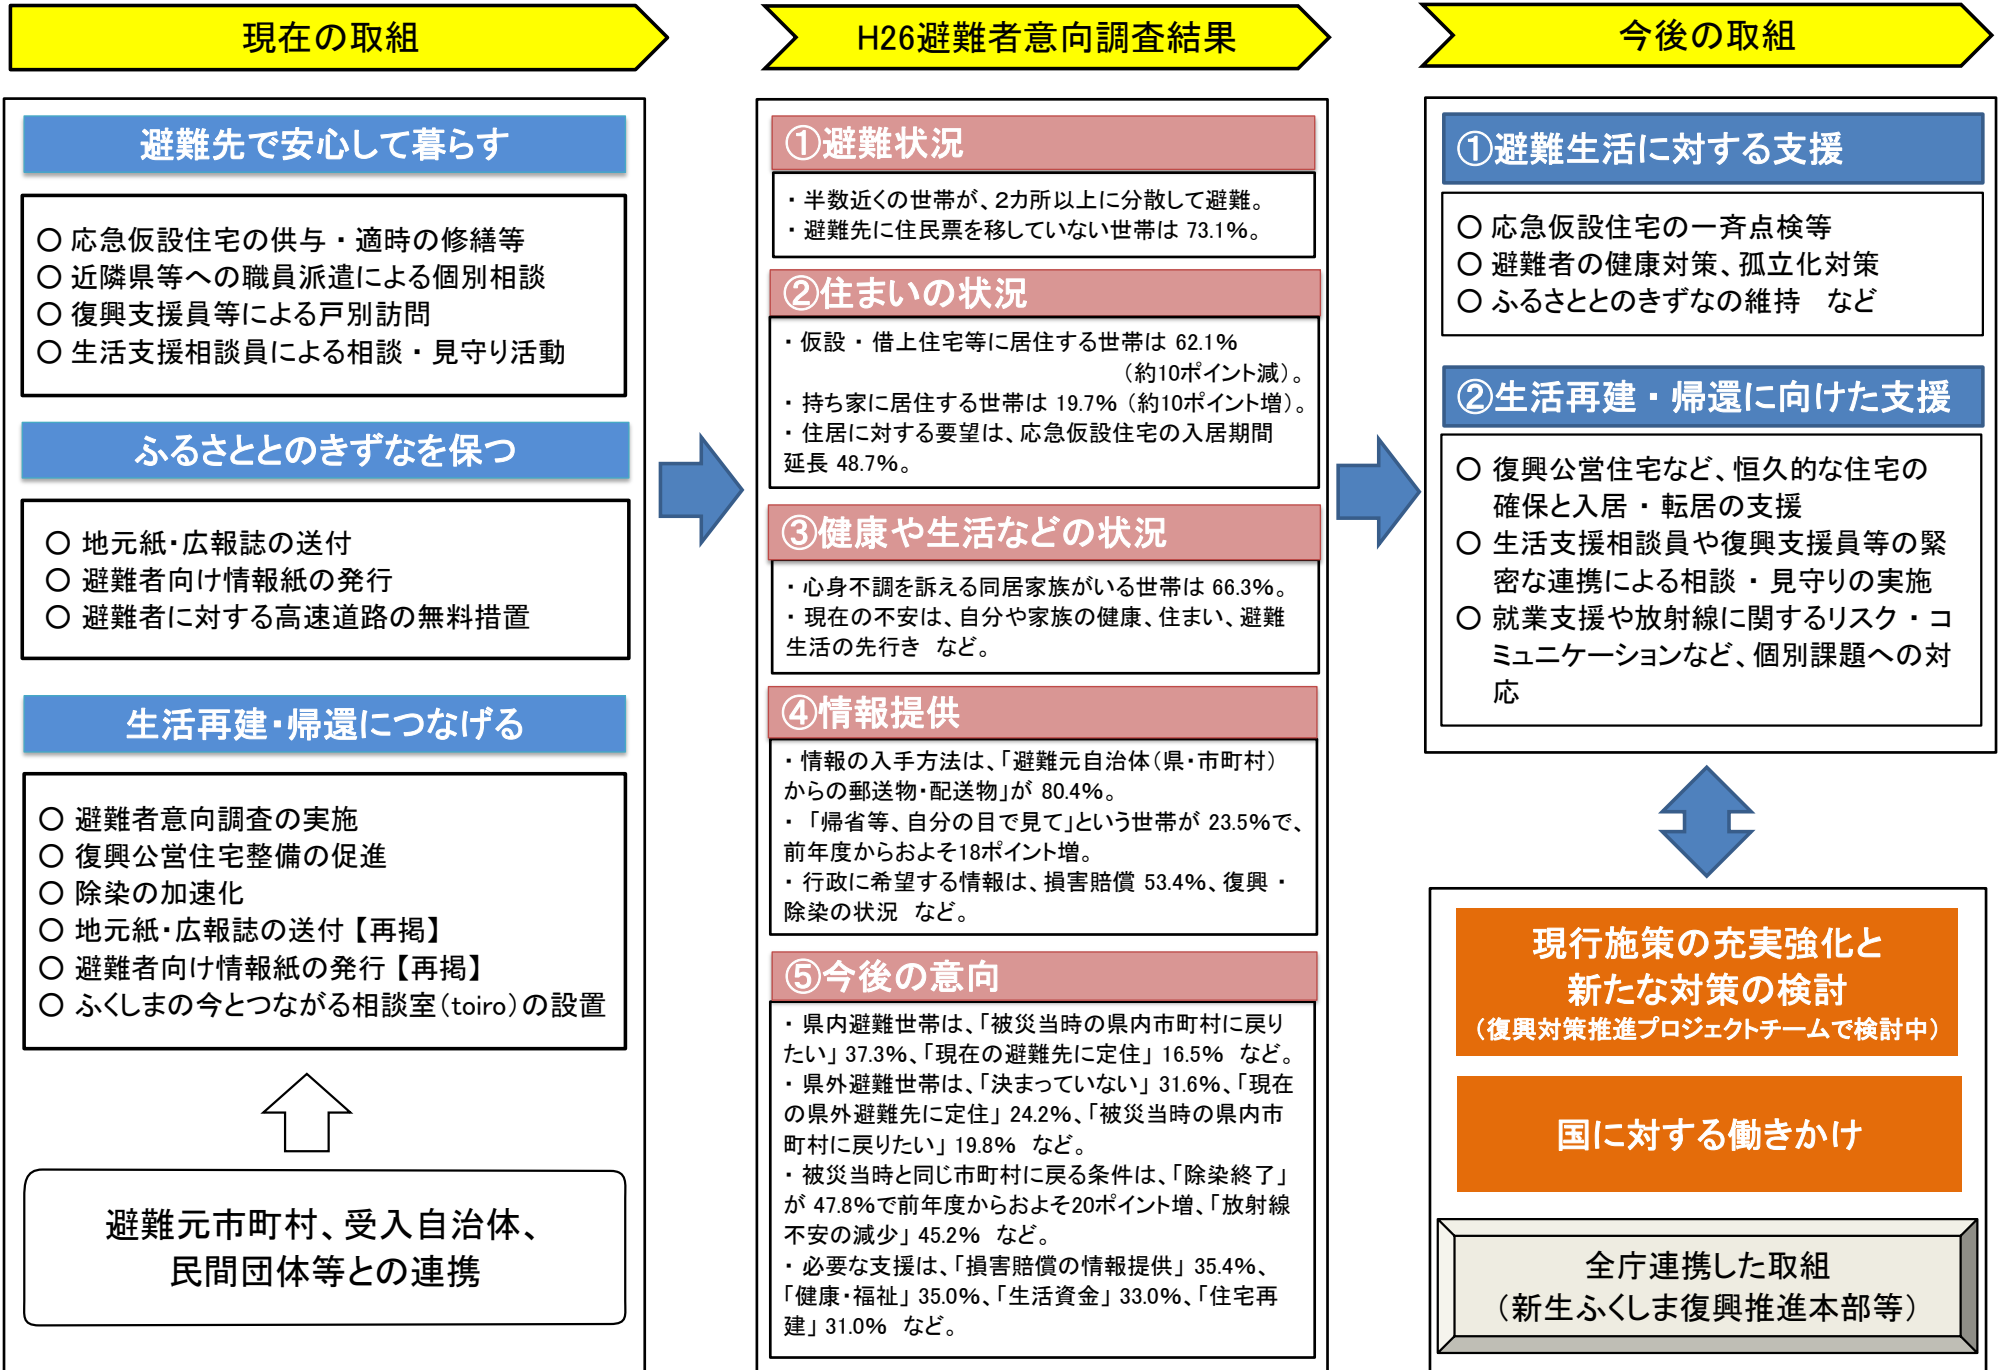 現在の取組
避難先で安心して暮らす
○ 応急仮設住宅の供与・適時の修繕等
○ 近隣県等への職員派遣による個別相談
○ 復興支援員等による戸別訪問
○ 生活支援相談員による相談・見守り活動
ふるさととのきずなを保つ
○ 地元紙・広報誌の送付
○ 避難者向け情報紙の発行
○ 避難者に対する高速道路の無料措置
生活再建・帰還につなげる
○ 避難者意向調査の実施
○ 復興公営住宅整備の促進
○ 除染の加速化
○ 地元紙・広報誌の送付【再掲】
○ 避難者向け情報紙の発行【再掲】
○ ふくしまの今とつながる相談室(toiro)の設置
避難元市町村、受入自治体、
民間団体等との連携
H26避難者意向調査結果
①避難状況
・半数近くの世帯が、2カ所以上に分散して避難。
・避難先に住民票を移していない世帯は 73.1%。
②住まいの状況
・仮設・借上住宅等に居住する世帯は 62.1%
(約10ポイント減)。
・持ち家に居住する世帯は 19.7%(約10ポイント増)。
・住居に対する要望は、応急仮設住宅の入居期間
延長 48.7%。
③健康や生活などの状況
・心身不調を訴える同居家族がいる世帯は 66.3%。
・現在の不安は、自分や家族の健康、住まい、避難
生活の先行き など。
④情報提供
・情報の入手方法は、「避難元自治体(県・市町村)
からの郵送物・配送物」が 80.4%。
・「帰省等、自分の目で見て」という世帯が 23.5%で、
前年度からおよそ18ポイント増。
・行政に希望する情報は、損害賠償 53.4%、復興・
除染の状況 など。
⑤今後の意向
・県内避難世帯は、「被災当時の県内市町村に戻り
たい」37.3%、「現在の避難先に定住」16.5% など。
・県外避難世帯は、「決まっていない」31.6%、「現在
の県外避難先に定住」24.2%、「被災当時の県内市
町村に戻りたい」19.8% など。
・被災当時と同じ市町村に戻る条件は、「除染終了」
が 47.8%で前年度からおよそ20ポイント増、「放射線
不安の減少」45.2% など。
・必要な支援は、「損害賠償の情報提供」35.4%、
「健康・福祉」35.0%、「生活資金」33.0%、「住宅再
建」31.0% など。
今後の取組
①避難生活に対する支援
○ 応急仮設住宅の一斉点検等
○ 避難者の健康対策、孤立化対策
○ ふるさととのきずなの維持 など
②生活再建・帰還に向けた支援
○ 復興公営住宅など、恒久的な住宅の
確保と入居・転居の支援
○ 生活支援相談員や復興支援員等の緊
密な連携による相談・見守りの実施
○ 就業支援や放射線に関するリスク・コ
ミュニケーションなど、個別課題への対
応
現行施策の充実強化と
新たな対策の検討
(復興対策推進プロジェクトチームで検討中)
国に対する働きかけ
全庁連携した取組
(新生ふくしま復興推進本部等)